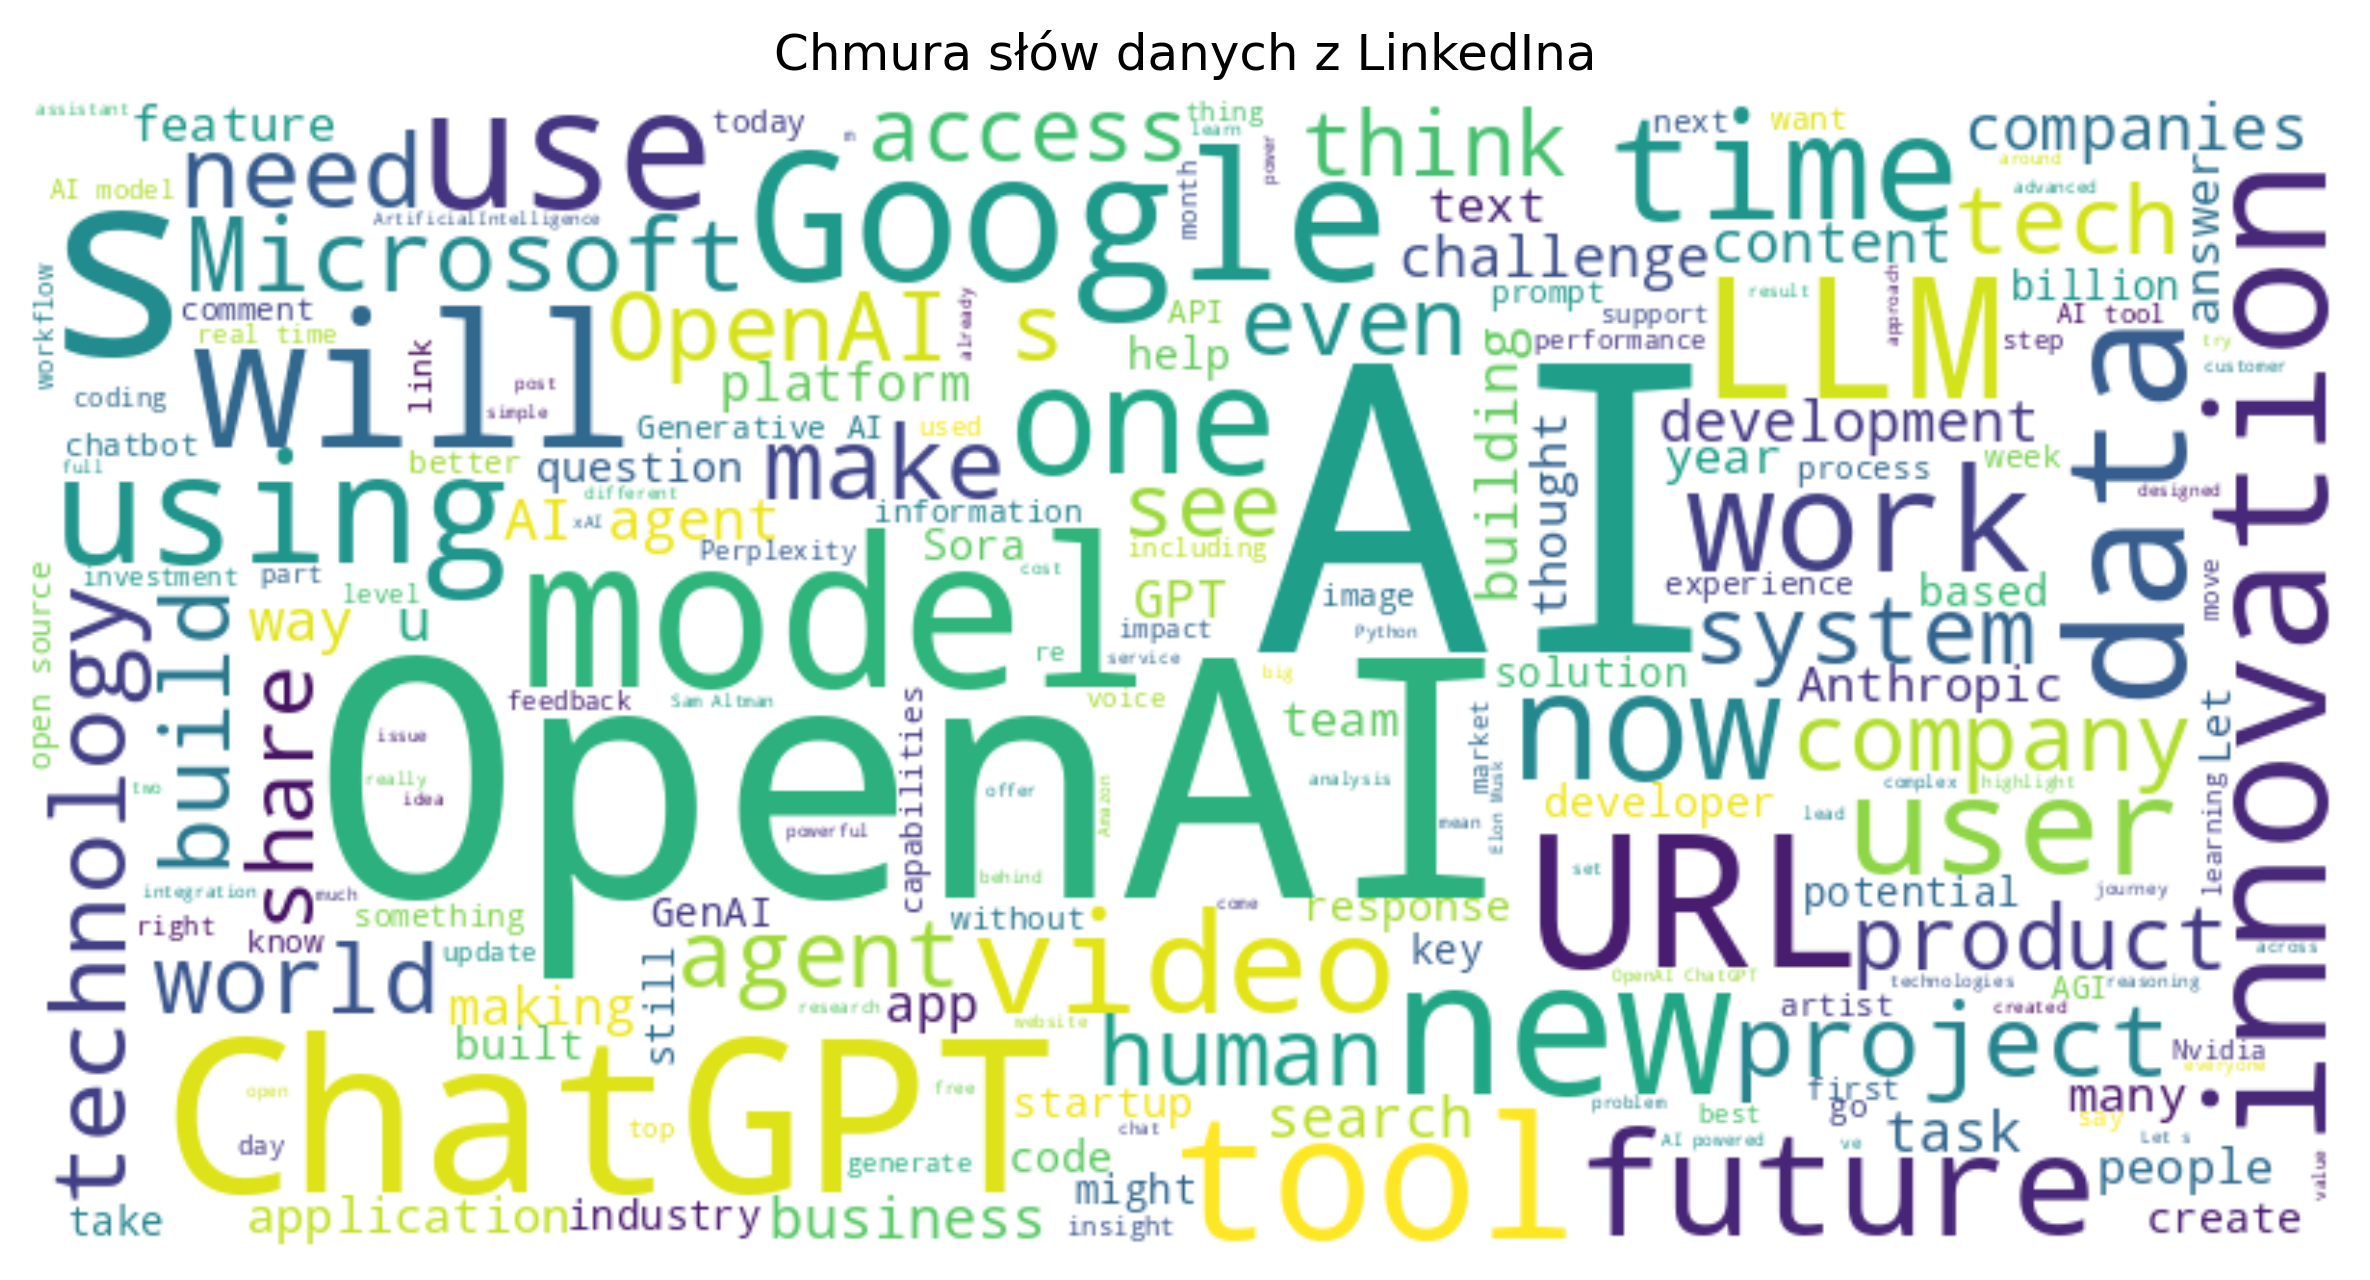 Chmura słów danych z LinkedIna
assistant
feature
need
use
today
m
access
thing
learn
power
think
next
want
time
companies
around
AI model
ArtificialIntelligence
month
Google
text
advanced
tech
answer
s
Microsoft
challenge
content
innovation
workflow
comment
real time
will
link
OpenAI s
already
API
help
even
prompt
support
performance
building
LLM
result
approach
billion
AI tool
step
try
customer
data
coding
post
simple
platform
one
AI
development
chatbot
full
better
question
Generative AI
used
make
different
see
thought
year
process
week
designed
using
AI agent
xAI
information
work
Perplexity
Sora
including
open source
investment
part
level
model
cost
GPT
image
experience
based
move
technology
build
way
u
impact
Python
system
re
service
share
feedback
Sam Altman
capabilities
voice
big
solution
Anthropic
OpenAI
issue
team
market
now
company
Let
two
really
idea
powerful
offer
Amazon
analysis
mean
Elon Musk
developer
complex
highlight
lead
user
learning
integration
much
behind
URL
set
potential
journey
right
know
something
GenAI
without
come
response
product
across
world
update
still
agent
video
key
OpenAI ChatGPT
technologies
AGI
reasoning
making
research
app
website
new
artist
created
built
human
project
Nvidia
everyone
ChatGPT
open
free
startup
search
problem
first
go
many
say
day
top
chat
best
AI powered
ve
task
Let s
generate
code
tool
future
people
value
take
application
industry
business
might
insight
create